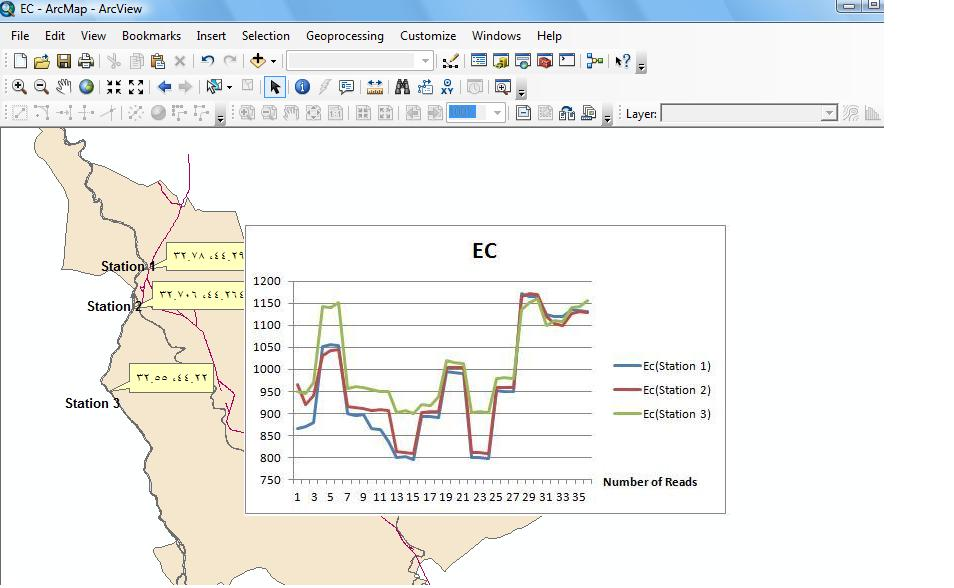 EC - ArcMap - ArcView
File Edit View Bookmarks Insert Selection Geoprocessing Customize Windows Help
Layer:
Station 1
٣٢.٧٨ ،٤٤.٢٩
Station 2
٣٢.٧٠٦ ،٤٤.٢٦٤
٣٢.٥٥ ،٤٤.٢٢
Station 3
EC
1200
1150
1100
1050
1000
950
900
850
800
750
1 3 5 7 9 11 13 15 17 19 21 23 25 27 29 31 33 35
Number of Reads
Ec(Station 1)
Ec(Station 2)
Ec(Station 3)